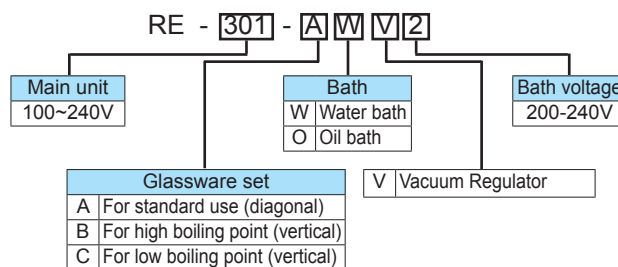 RE - 301 - A W V 2
Main unit
100~240V
Bath
W Water bath
O Oil bath
Bath voltage
200-240V
Glassware set
A For standard use (diagonal)
B For high boiling point (vertical)
C For low boiling point (vertical)
V Vacuum Regulator